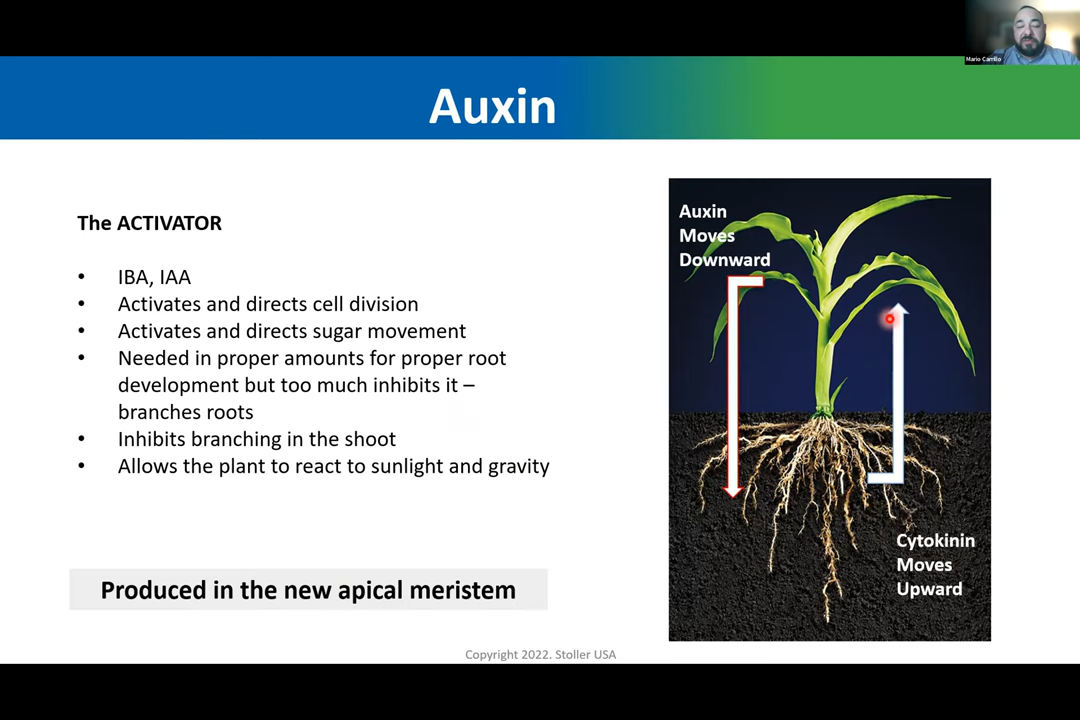 Mario Carrillo
Auxin
The ACTIVATOR
• IBA, IAA
• Activates and directs cell division
• Activates and directs sugar movement
• Needed in proper amounts for proper root
development but too much inhibits it –
branches roots
• Inhibits branching in the shoot
• Allows the plant to react to sunlight and gravity
Produced in the new apical meristem
Auxin
Moves
Downward
Cytokinin
Moves
Upward
Copyright 2022. Stoller USA